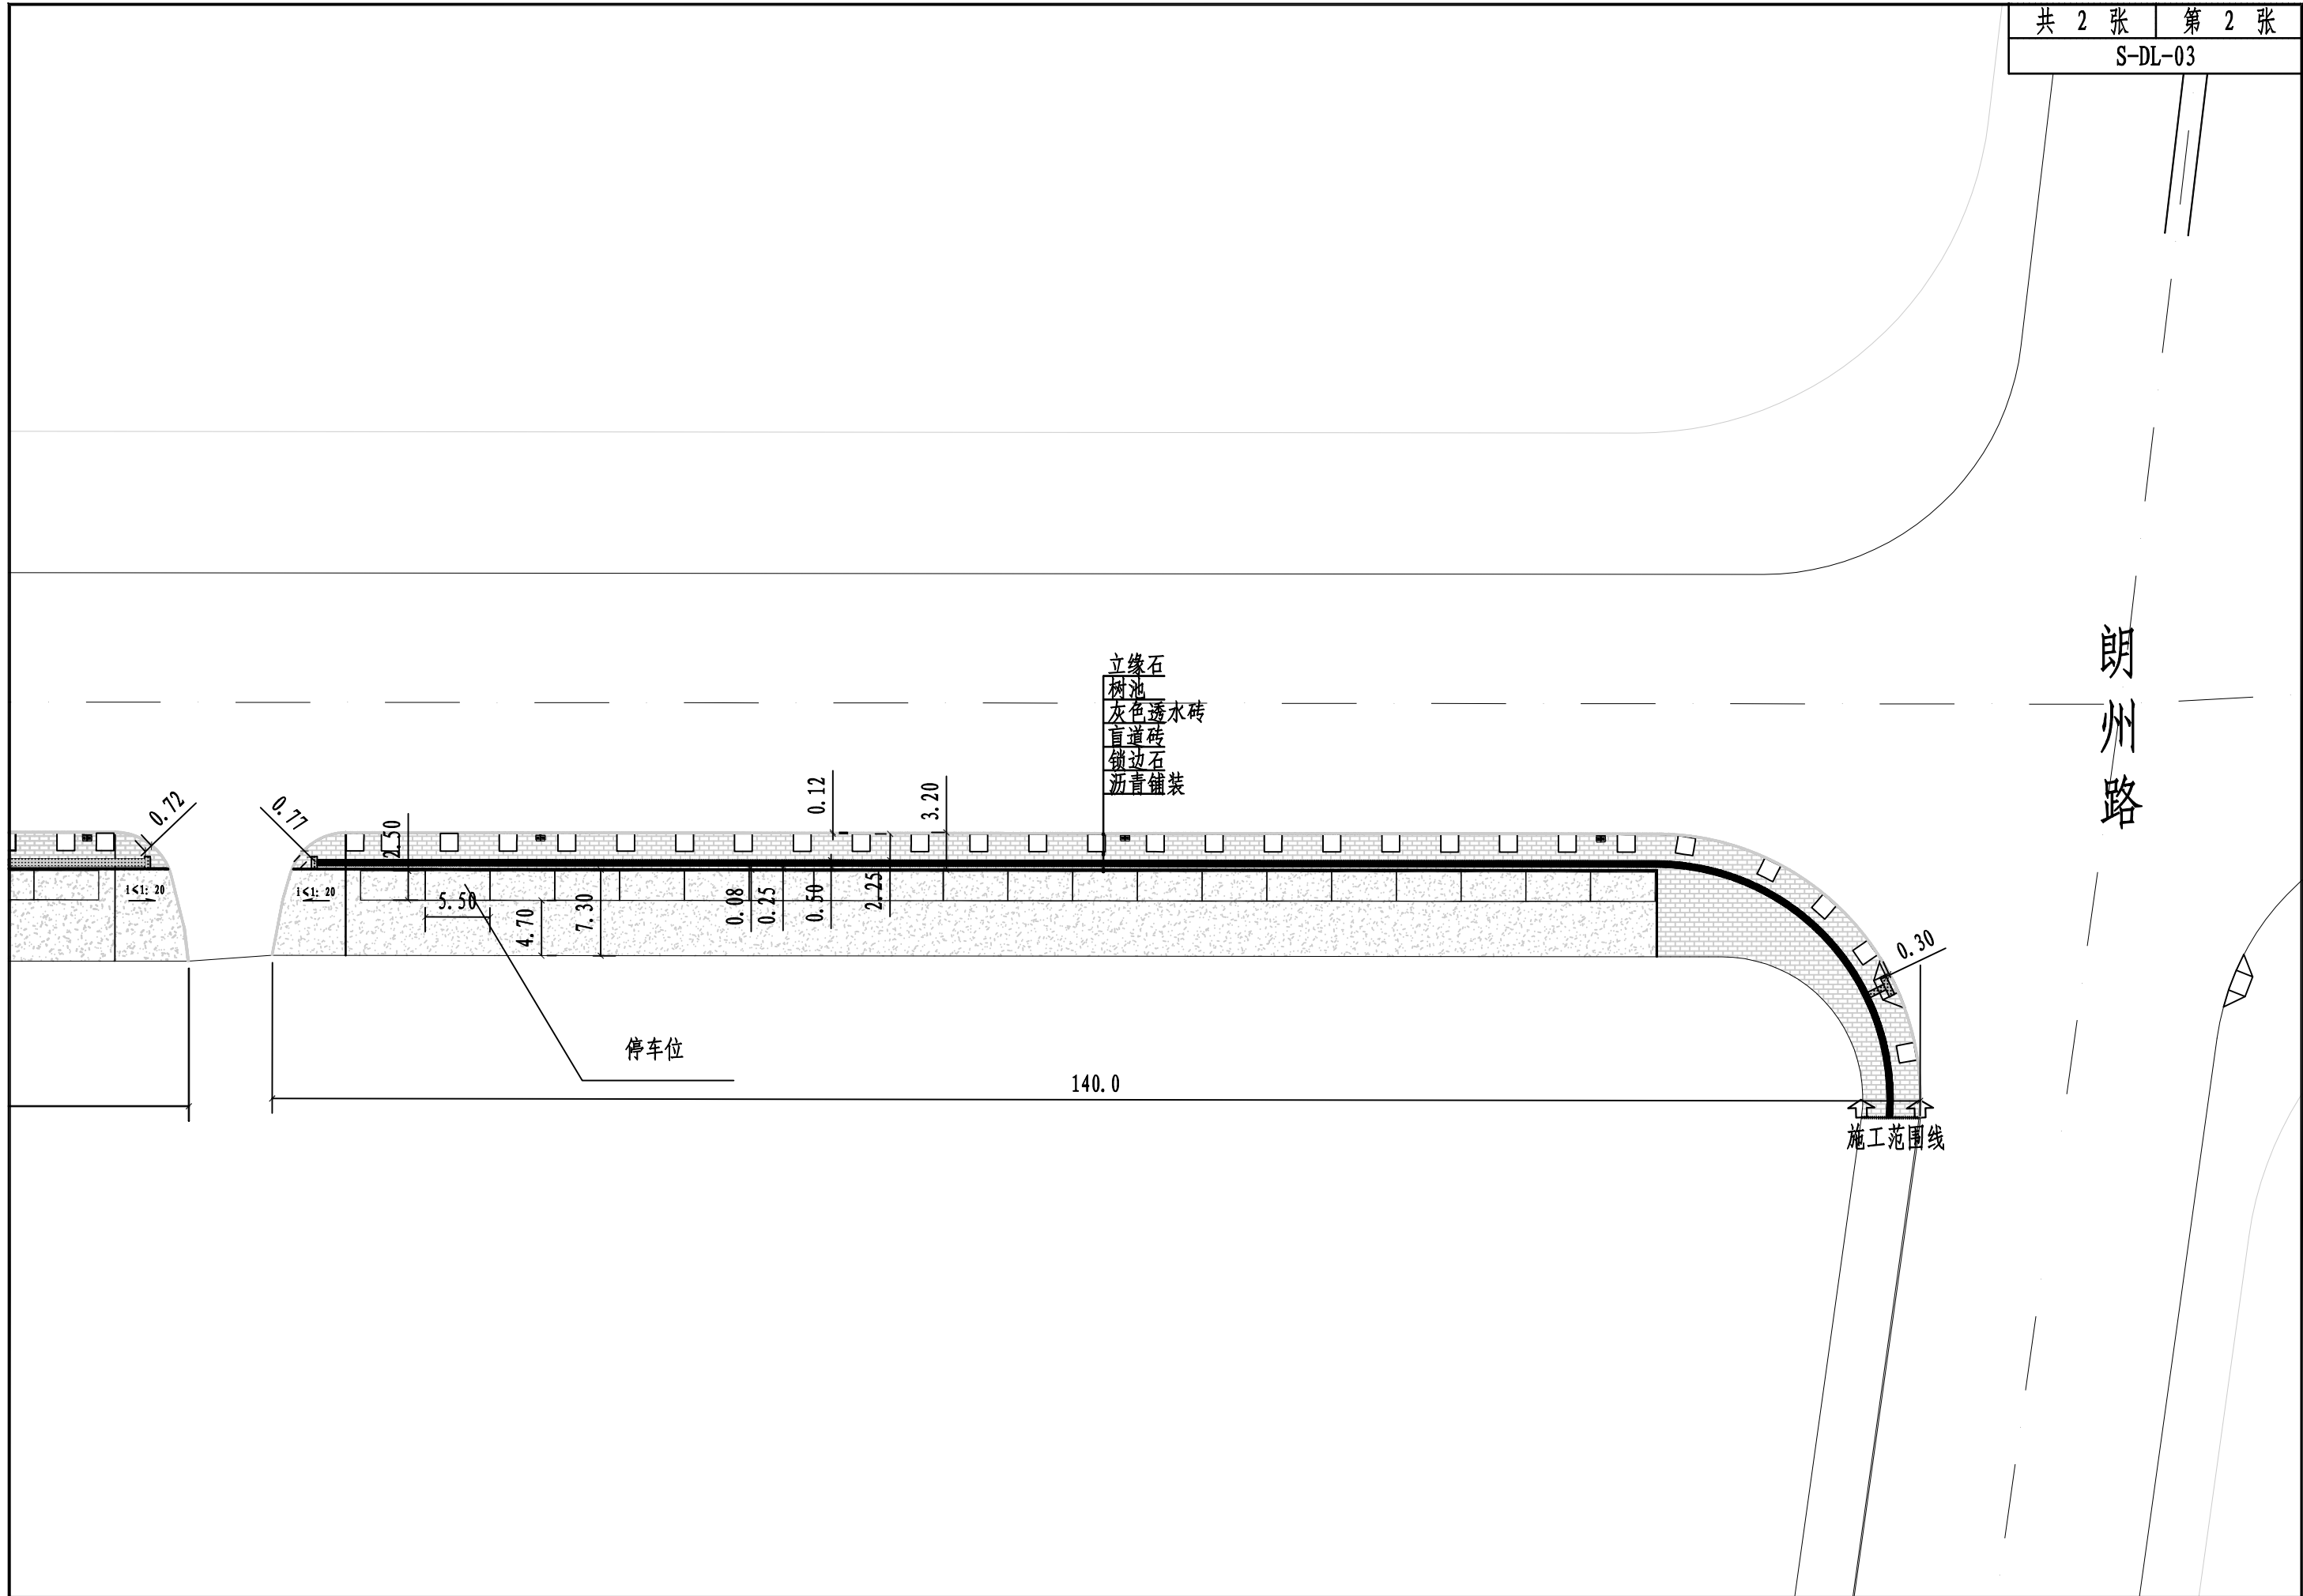 共 2 张 第 2 张
S-DL-03
朗州路
立缘石
树池
灰色透水砖
盲道砖
锁边石
沥青铺装
0.72
0.77
2.50
0.12
3.20
i<1:20
i<1:20
5.50
4.70
7.30
0.08
0.25
0.50
2.25
0.30
停车位
140.0
施工范围线